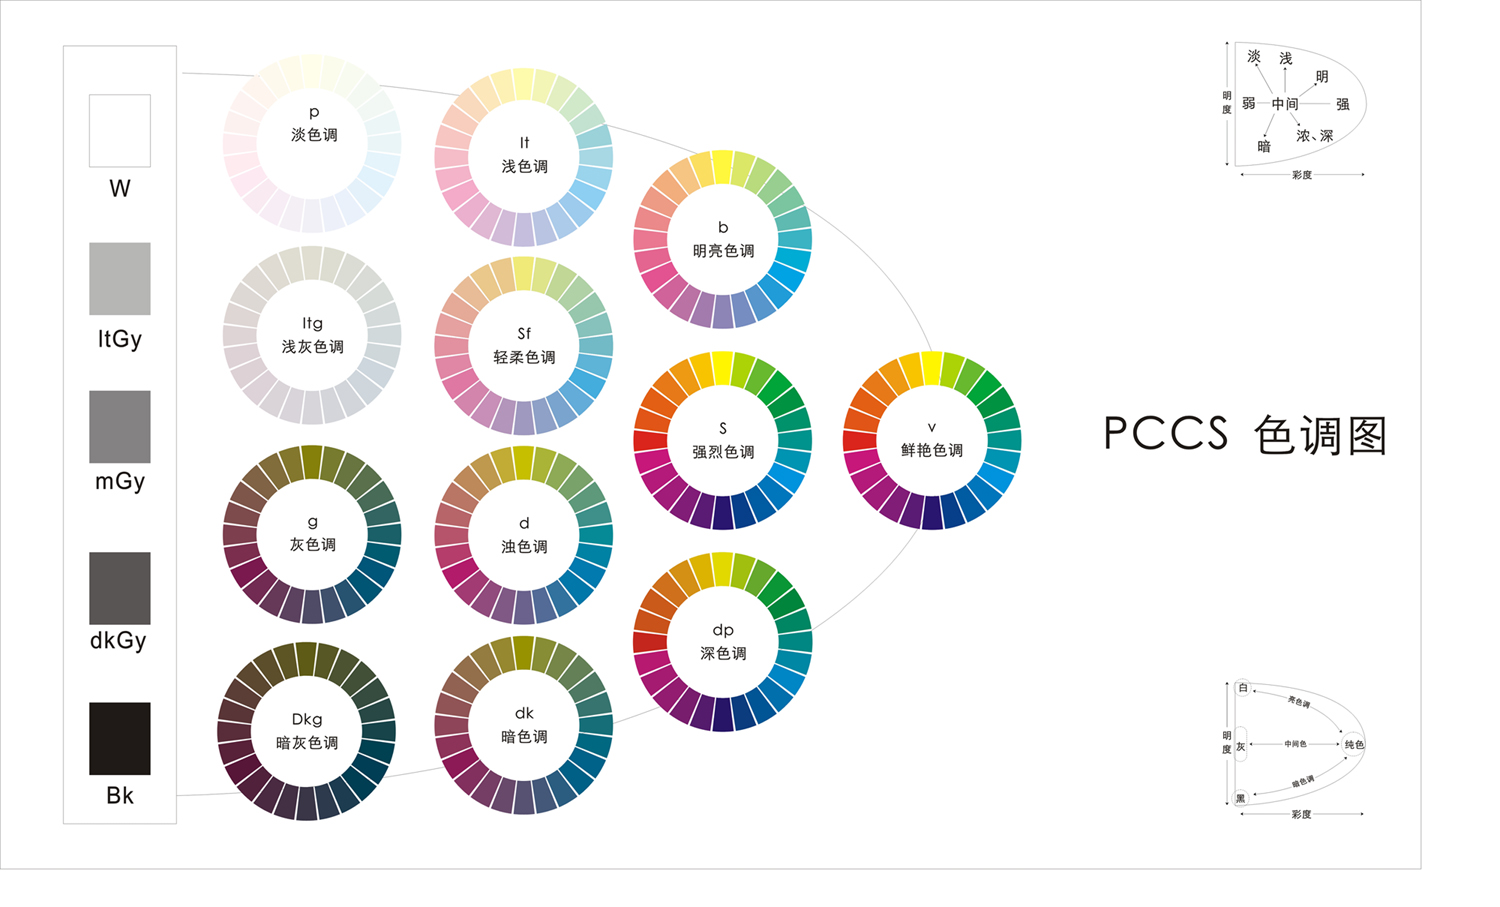 W
ltGy
mGy
dkGy
Bk
p
淡色调
lt
浅色调
b
明亮色调
ltg
浅灰色调
Sf
轻柔色调
S
强烈色调
v
鲜艳色调
g
灰色调
d
浊色调
dp
深色调
Dkg
暗灰色调
dk
暗色调
PCCS 色调图
淡
浅
明
弱
中间
强
暗
浓、深
明度
彩度
白
亮色调
灰
中间色
纯色
暗色调
黑
明度
彩度